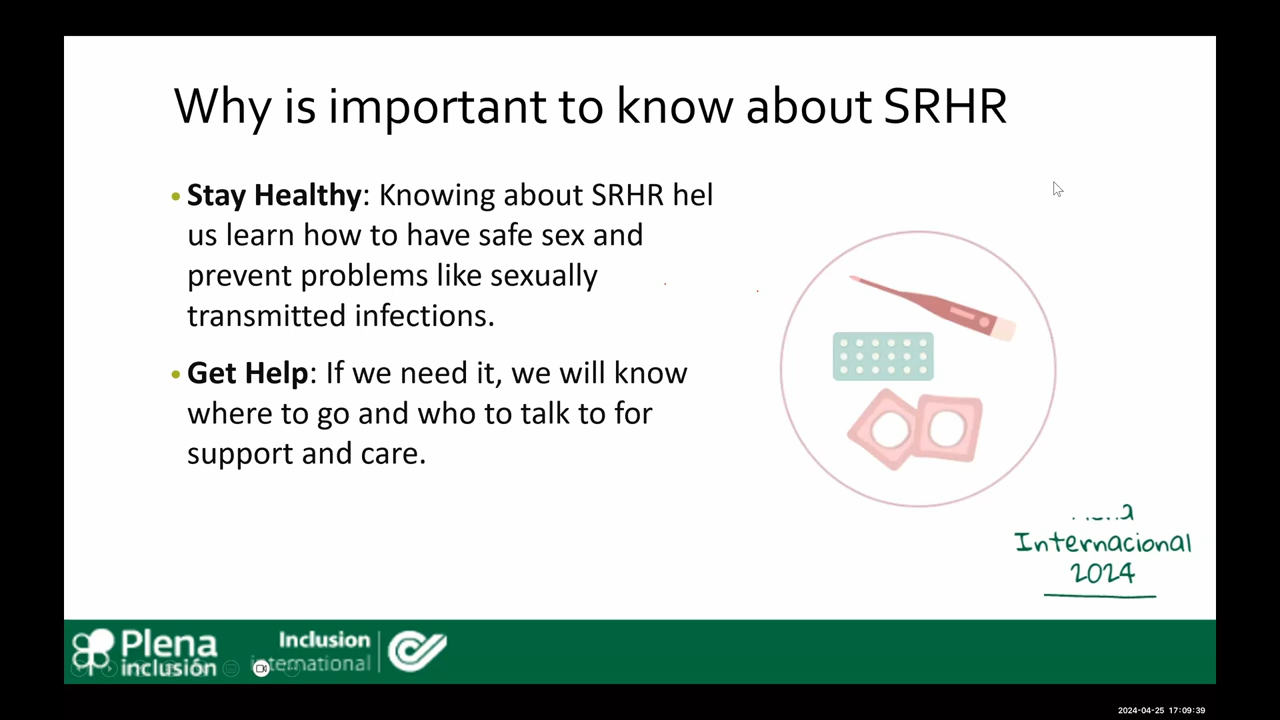 Why is important to know about SRHR
• Stay Healthy: Knowing about SRHR hel
us learn how to have safe sex and
prevent problems like sexually
transmitted infections.
• Get Help: If we need it, we will know
where to go and who to talk to for
support and care.
Internacional
2024
Plena
inclusión
Inclusion
international
2024-04-25 17:09:39